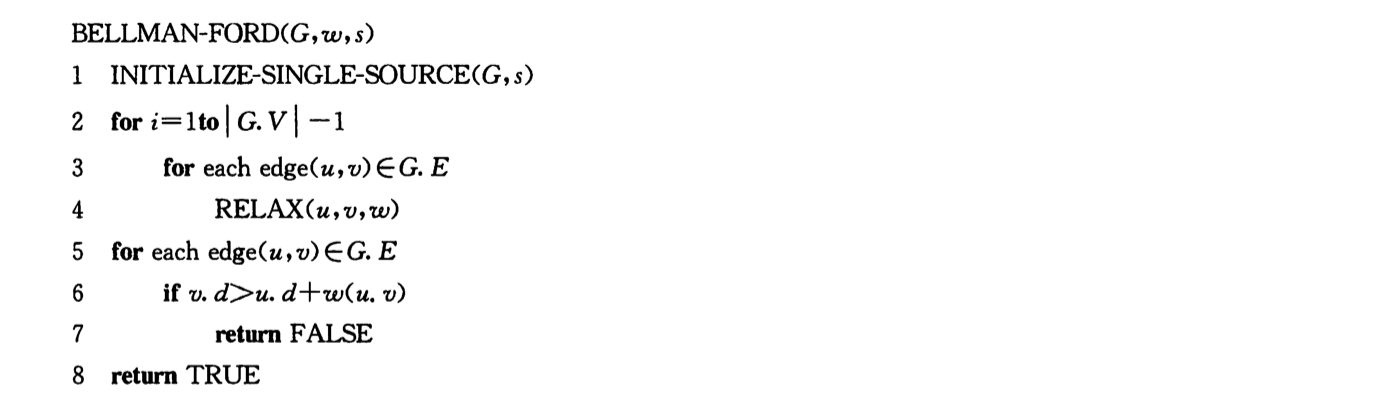 BELLMAN-FORD(G,w,s)
1 INITIALIZE-SINGLE-SOURCE(G,s)
2 for i=1to|G.V|−1
3 for each edge(u,v)∈G.E
4 RELAX(u,v,w)
5 for each edge(u,v)∈G.E
6 if v.d>u.d+w(u.v)
7 return FALSE
8 return TRUE